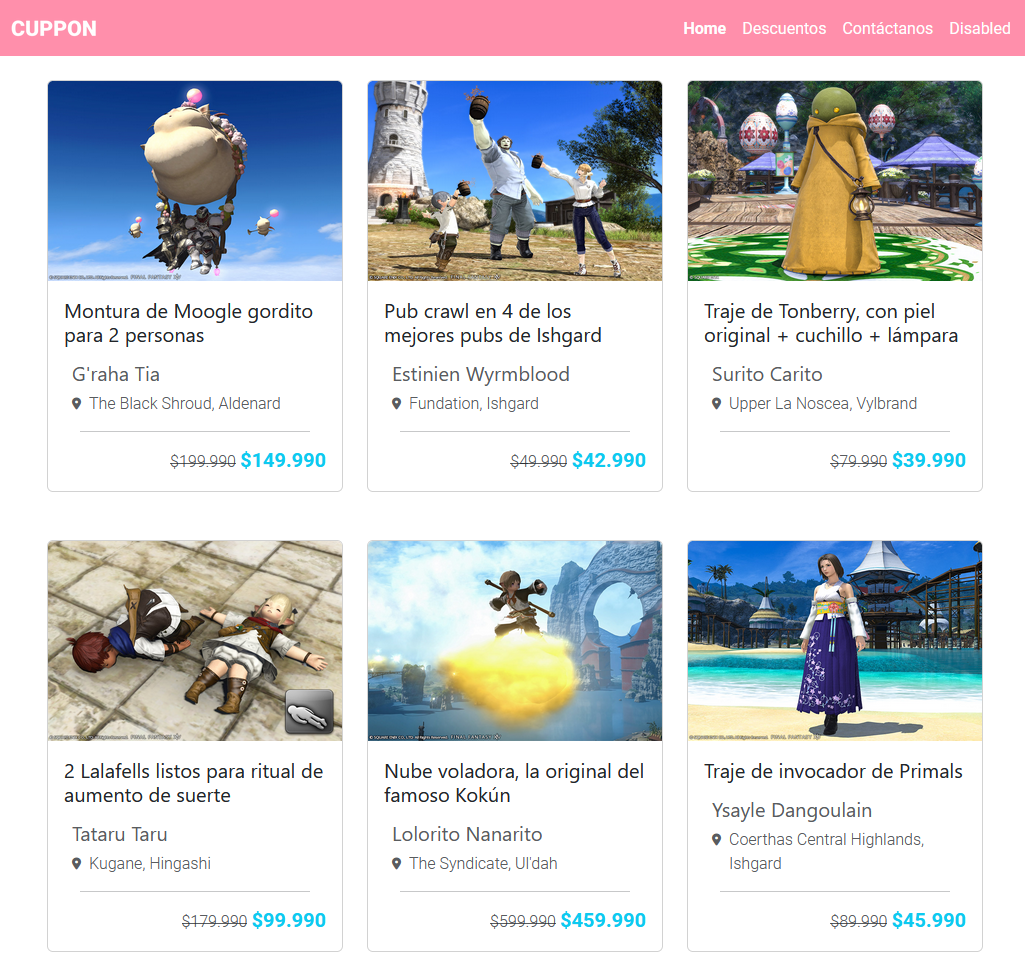 CUPPON
Home Descuentos Contáctanos Disabled
Montura de Moogle gordito
para 2 personas
G'raha Tia
The Black Shroud, Aldenard
$199.990 $149.990
Pub crawl en 4 de los
mejores pubs de Ishgard
Estinien Wyrmblood
Fundation, Ishgard
$49.990 $42.990
Traje de Tonberry, con piel
original + cuchillo + lámpara
Surito Carito
Upper La Noscea, Vylbrand
$79.990 $39.990
2 Lalafells listos para ritual de
aumento de suerte
Tataru Taru
Kugane, Hingashi
$179.990 $99.990
Nube voladora, la original del
famoso Kokún
Lolorito Nanarito
The Syndicate, Ul'dah
$599.990 $459.990
Traje de invocador de Primals
Ysayle Dangoulain
Coerthas Central Highlands,
Ishgard
$89.990 $45.990